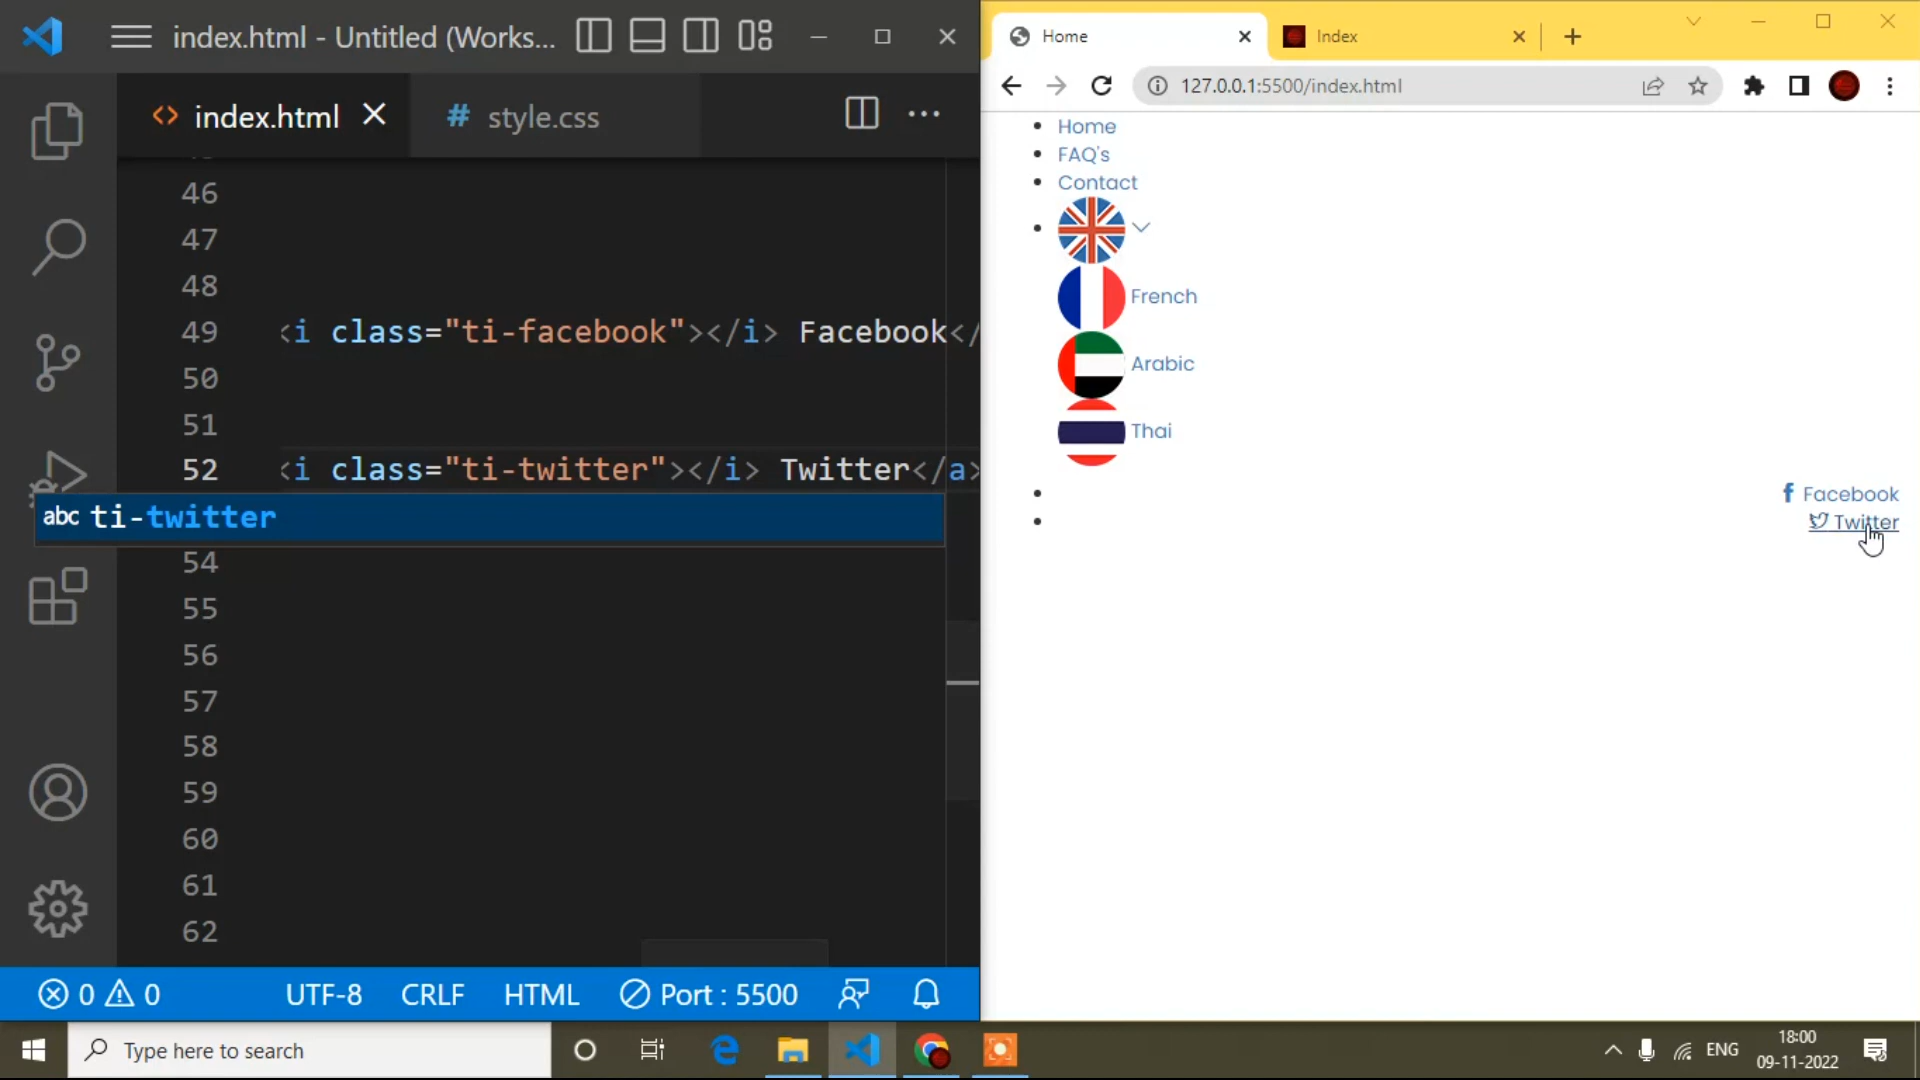 index.html - Untitled (Works...
index.html
# style.css
46
47
48
49 <i class="ti-facebook"></i> Facebook</
50
51
52 <i class="ti-twitter"></i> Twitter</a>
abc ti-twitter
54
55
56
57
58
59
60
61
62
0 0 UTF-8 CRLF HTML Port : 5500
Home
Index
127.0.0.1:5500/index.html
Home
FAQ's
Contact
French
Arabic
Thai
Facebook
Twitter
Type here to search
ENG
18:00
09-11-2022